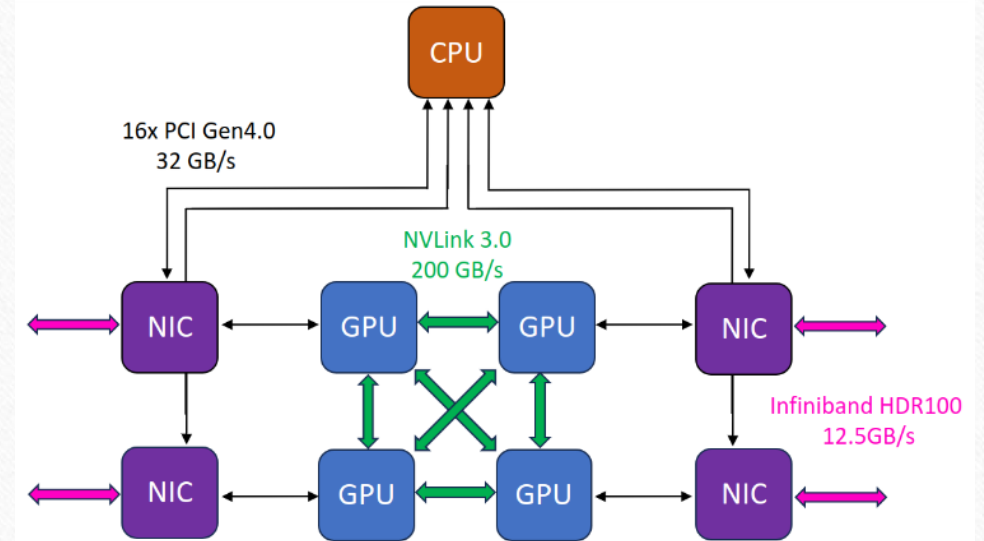 CPU
16x PCI Gen4.0
32 GB/s
NVLink 3.0
200 GB/s
NIC
GPU
GPU
NIC
Infiniband HDR100
12.5GB/s
NIC
GPU
GPU
NIC